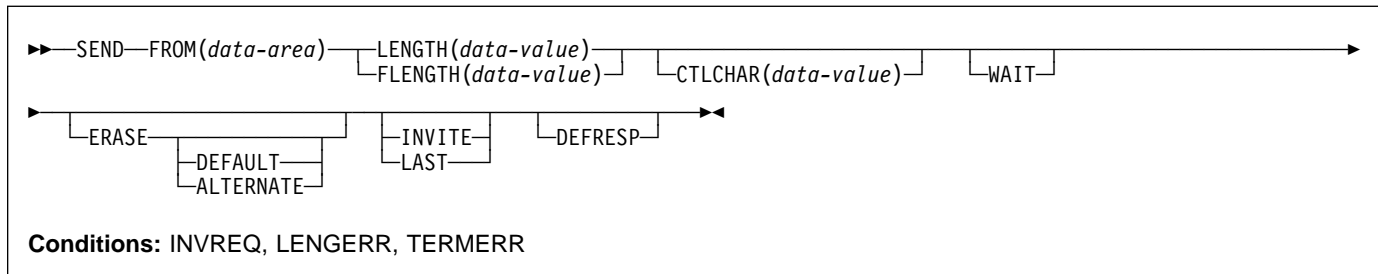 SEND FROM(data-area) LENGTH(data-value)
FLENGTH(data-value) CTLCHAR(data-value) WAIT
ERASE INVITE DEFRESP
DEFAULT LAST
ALTERNATE
Conditions: INVREQ, LENGERR, TERMERR